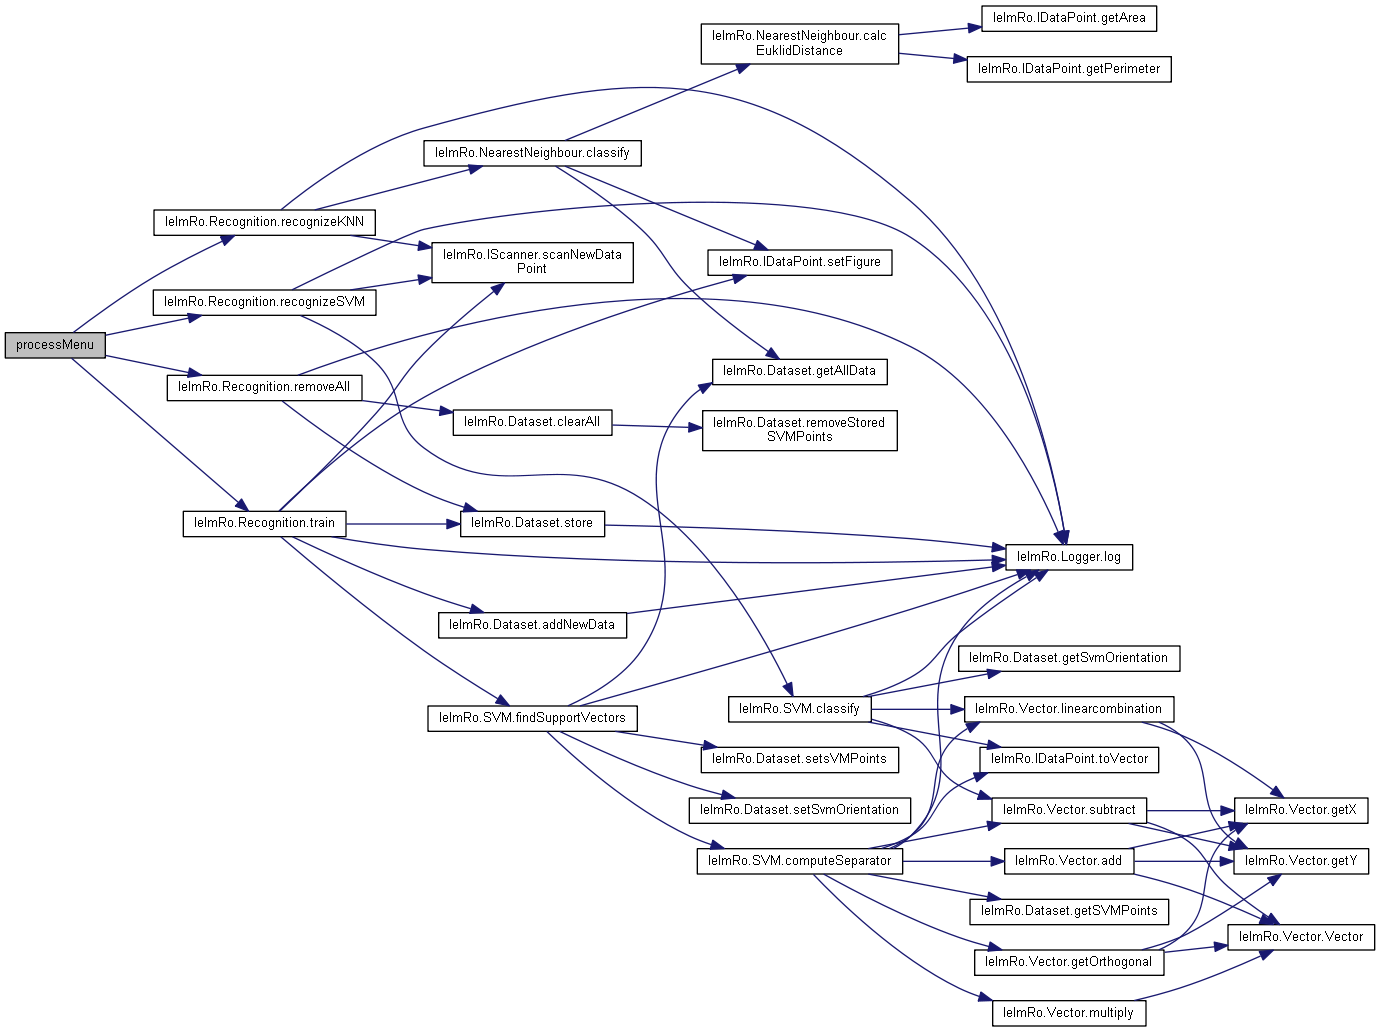 leImRo.IDataPoint.getArea
leImRo.NearestNeighbour.calc
EuklidDistance
leImRo.IDataPoint.getPerimeter
leImRo.NearestNeighbour.classify
leImRo.Recognition.recognizeKNN
leImRo.IScanner.scanNewData
Point
leImRo.IDataPoint.setFigure
leImRo.Recognition.recognizeSVM
processMenu
leImRo.Dataset.getAllData
leImRo.Recognition.removeAll
leImRo.Dataset.clearAll
leImRo.Dataset.removeStored
SVMPoints
leImRo.Recognition.train
leImRo.Dataset.store
leImRo.Logger.log
leImRo.Dataset.addNewData
leImRo.Dataset.getSvmOrientation
leImRo.SVM.findSupportVectors
leImRo.SVM.classify
leImRo.Vector.linearcombination
leImRo.Dataset.setsVMPoints
leImRo.IDataPoint.toVector
leImRo.Dataset.setSvmOrientation
leImRo.Vector.subtract
leImRo.Vector.getX
leImRo.SVM.computeSeparator
leImRo.Vector.add
leImRo.Vector.getY
leImRo.Dataset.getSVMPoints
leImRo.Vector.Vector
leImRo.Vector.getOrthogonal
leImRo.Vector.multiply